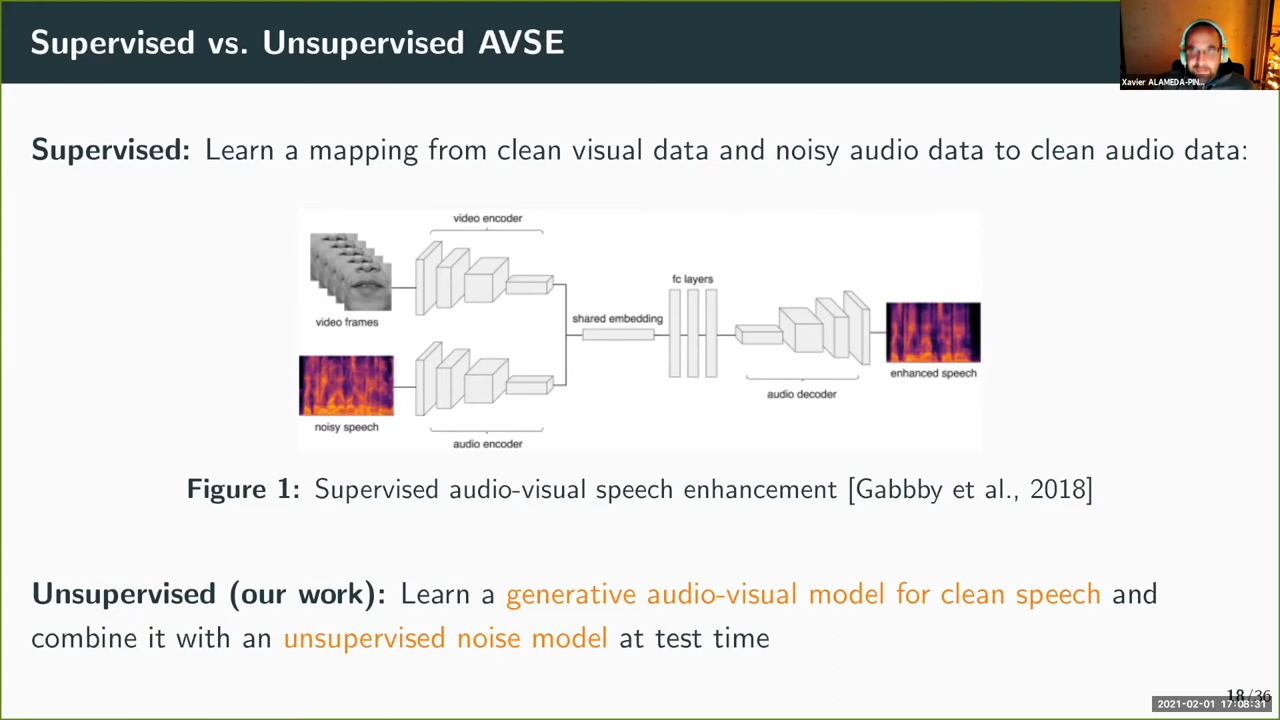 Supervised vs. Unsupervised AVSE
Xavier ALAMEDA-PIN...
Supervised: Learn a mapping from clean visual data and noisy audio data to clean audio data:
video encoder
video frames
noisy speech
audio encoder
shared embedding
fc layers
audio decoder
enhanced speech
Figure 1: Supervised audio-visual speech enhancement [Gabbby et al., 2018]
Unsupervised (our work): Learn a generative audio-visual model for clean speech and
combine it with an unsupervised noise model at test time
18/36
2021-02-01 17:08:31